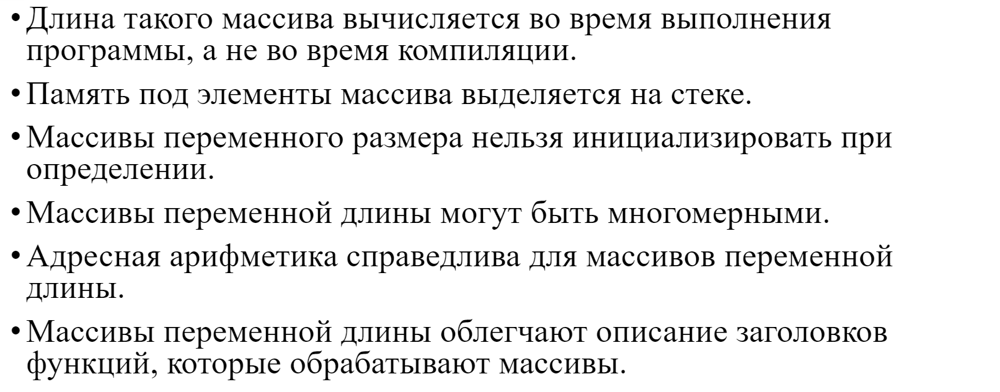 • Длина такого массива вычисляется во время выполнения
программы, а не во время компиляции.
• Память под элементы массива выделяется на стеке.
• Массивы переменного размера нельзя инициализировать при
определении.
• Массивы переменной длины могут быть многомерными.
• Адресная арифметика справедлива для массивов переменной
длины.
• Массивы переменной длины облегчают описание заголовков
функций, которые обрабатывают массивы.